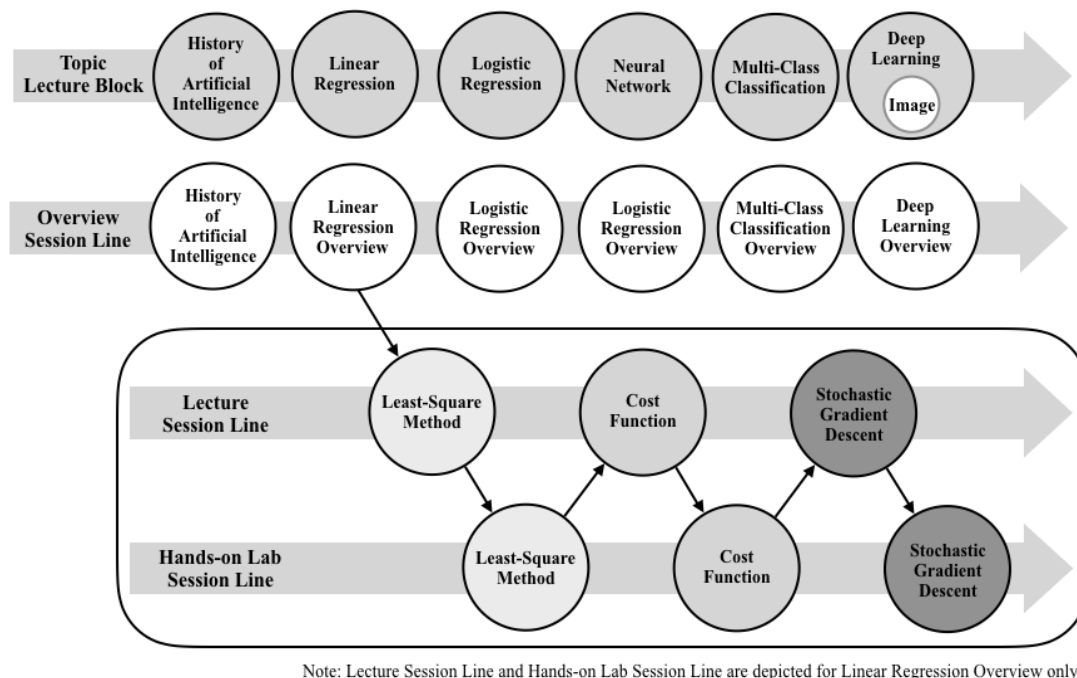 Topic
Lecture Block
History
of
Artificial
Intelligence
Linear
Regression
Logistic
Regression
Neural
Network
Multi-Class
Classification
Deep
Learning
Image
Overview
Session Line
History
of
Artificial
Intelligence
Linear
Regression
Overview
Logistic
Regression
Overview
Logistic
Regression
Overview
Multi-Class
Classification
Overview
Deep
Learning
Overview
Lecture
Session Line
Least-Square
Method
Cost
Function
Stochastic
Gradient
Descent
Hands-on Lab
Session Line
Least-Square
Method
Cost
Function
Stochastic
Gradient
Descent
Note: Lecture Session Line and Hands-on Lab Session Line are depicted for Linear Regression Overview only